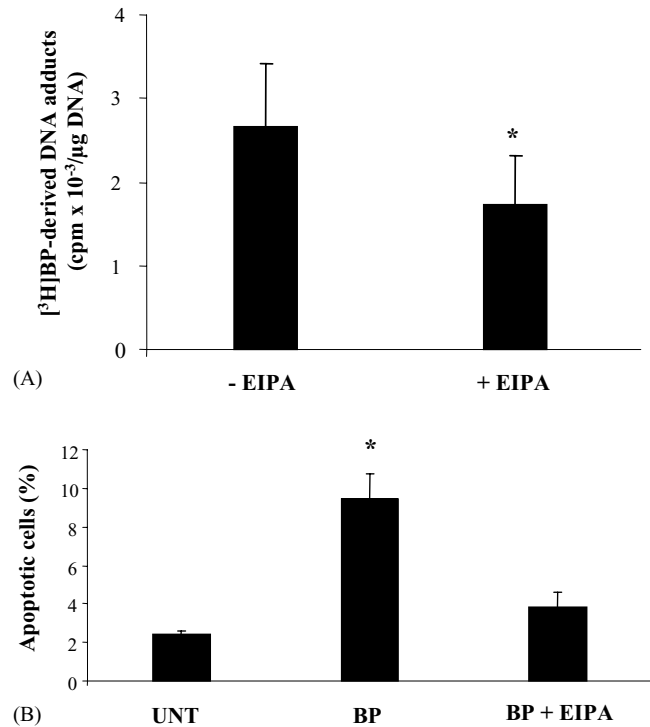 4
[³H]BP-derived DNA adducts
(cpm x 10⁻³/µg DNA)
3
*
2
1
0
(A)
- EIPA
+ EIPA
12
*
Apoptotic cells (%)
10
8
6
4
2
0
(B)
UNT
BP
BP + EIPA